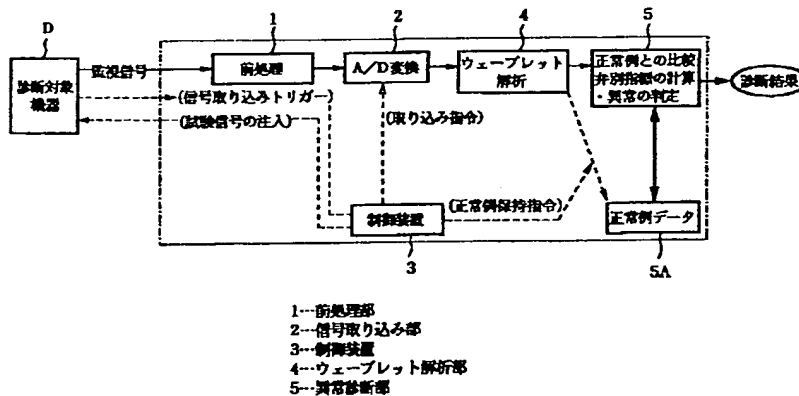 D
1
2
4
5
診断対象
機器
監視信号
前処理
A/D変換
ウェーブレット
解析
正常例との比較
弁別指標の計算
・異常の判定
診断結果
(信号取り込みトリガー)
(試験信号の注入)
(取り込み指令)
(正常例保持指令)
制御装置
正常例データ
3
5A
1…前処理部
2…信号取り込み部
3…制御装置
4…ウェーブレット解析部
5…異常診断部